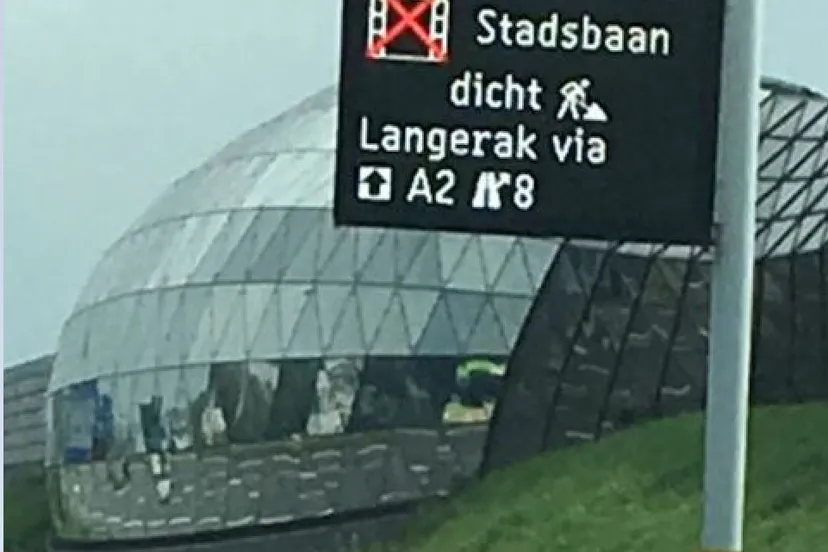 Stadsbaan
dicht
Langerak via
A2 8